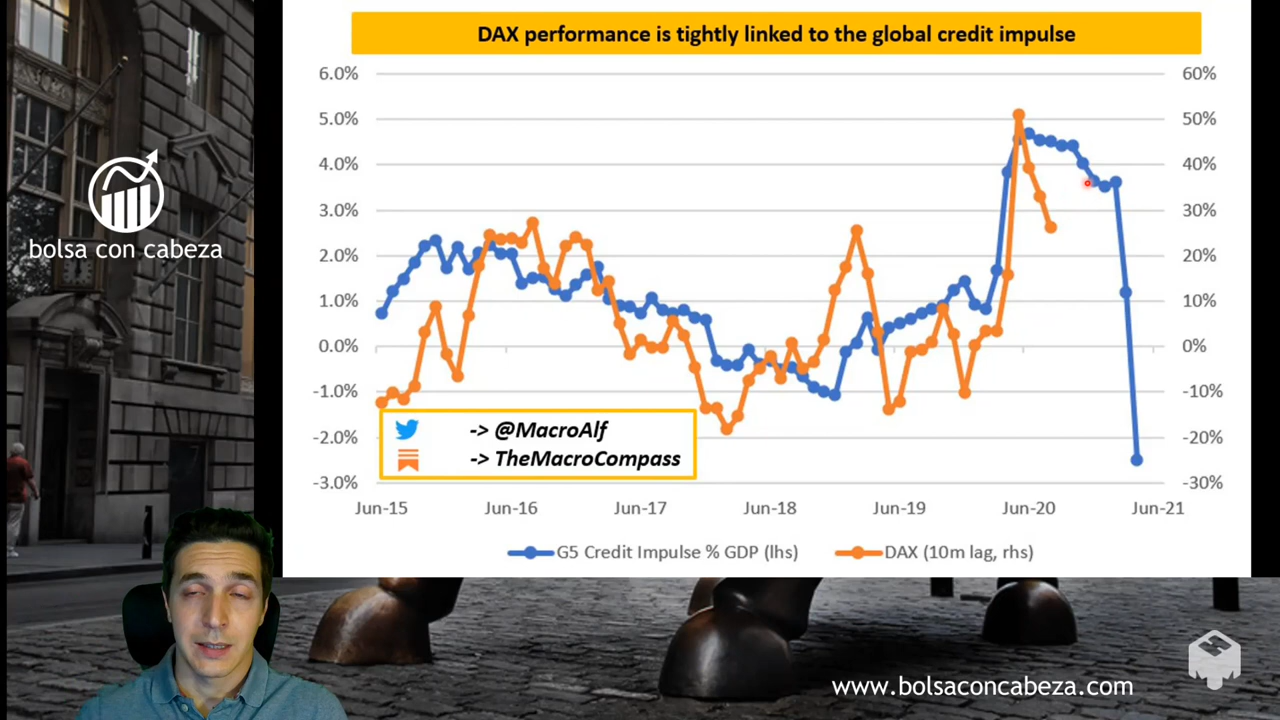 DAX performance is tightly linked to the global credit impulse
6.0%
5.0%
4.0%
3.0%
2.0%
1.0%
0.0%
-1.0%
-2.0%
-3.0%
60%
50%
40%
30%
20%
10%
0%
-10%
-20%
-30%
bolsa con cabeza
-> @MacroAlf
-> TheMacroCompass
Jun-15 Jun-16 Jun-17 Jun-18 Jun-19 Jun-20 Jun-21
G5 Credit Impulse % GDP (lhs) DAX (10m lag, rhs)
www.bolsaconcabeza.com